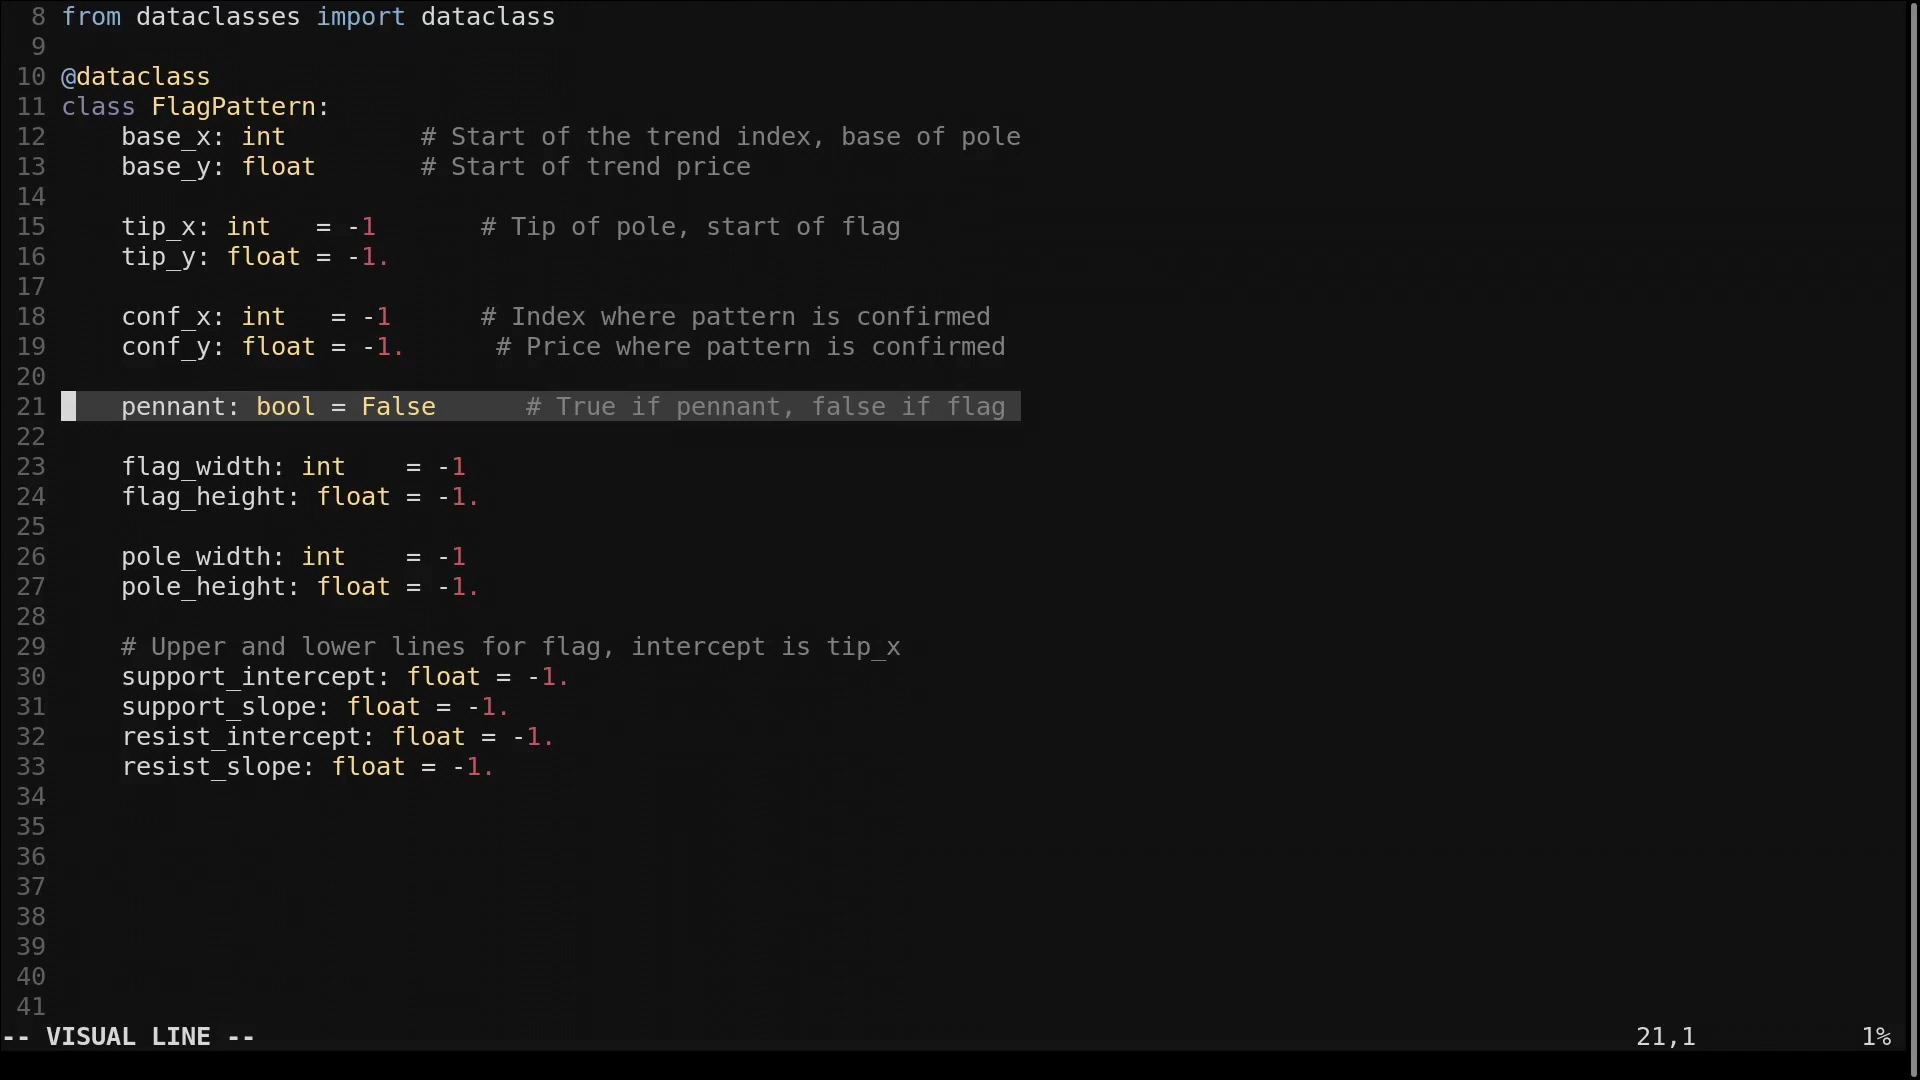 8 from dataclasses import dataclass
9
10 @dataclass
11 class FlagPattern:
12     base_x: int         # Start of the trend index, base of pole
13     base_y: float       # Start of trend price
14
15     tip_x: int   = -1       # Tip of pole, start of flag
16     tip_y: float = -1.
17
18     conf_x: int   = -1      # Index where pattern is confirmed
19     conf_y: float = -1.      # Price where pattern is confirmed
20
21     pennant: bool = False      # True if pennant, false if flag
22
23     flag_width: int    = -1
24     flag_height: float = -1.
25
26     pole_width: int    = -1
27     pole_height: float = -1.
28
29     # Upper and lower lines for flag, intercept is tip_x
30     support_intercept: float = -1.
31     support_slope: float = -1.
32     resist_intercept: float = -1.
33     resist_slope: float = -1.
34
35
36
37
38
39
40
41
-- VISUAL LINE -- 21,1 1%